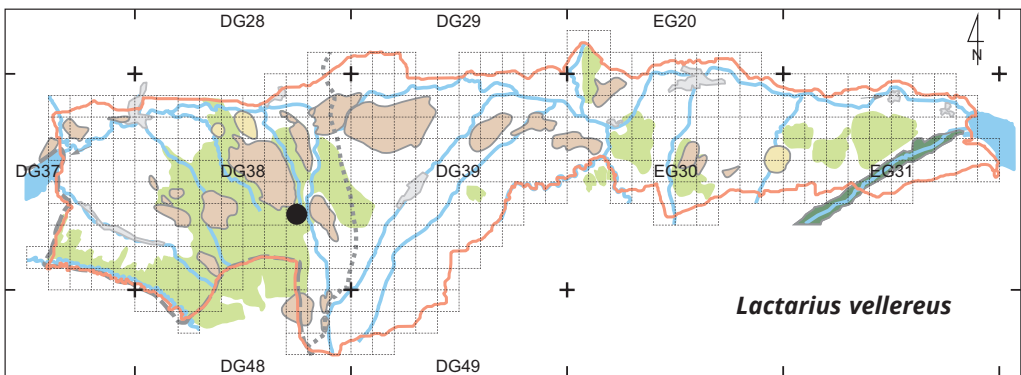 DG28 DG29 EG20
N
DG37 DG38 DG39 EG30 EG31
Lactarius vellereus
DG48 DG49